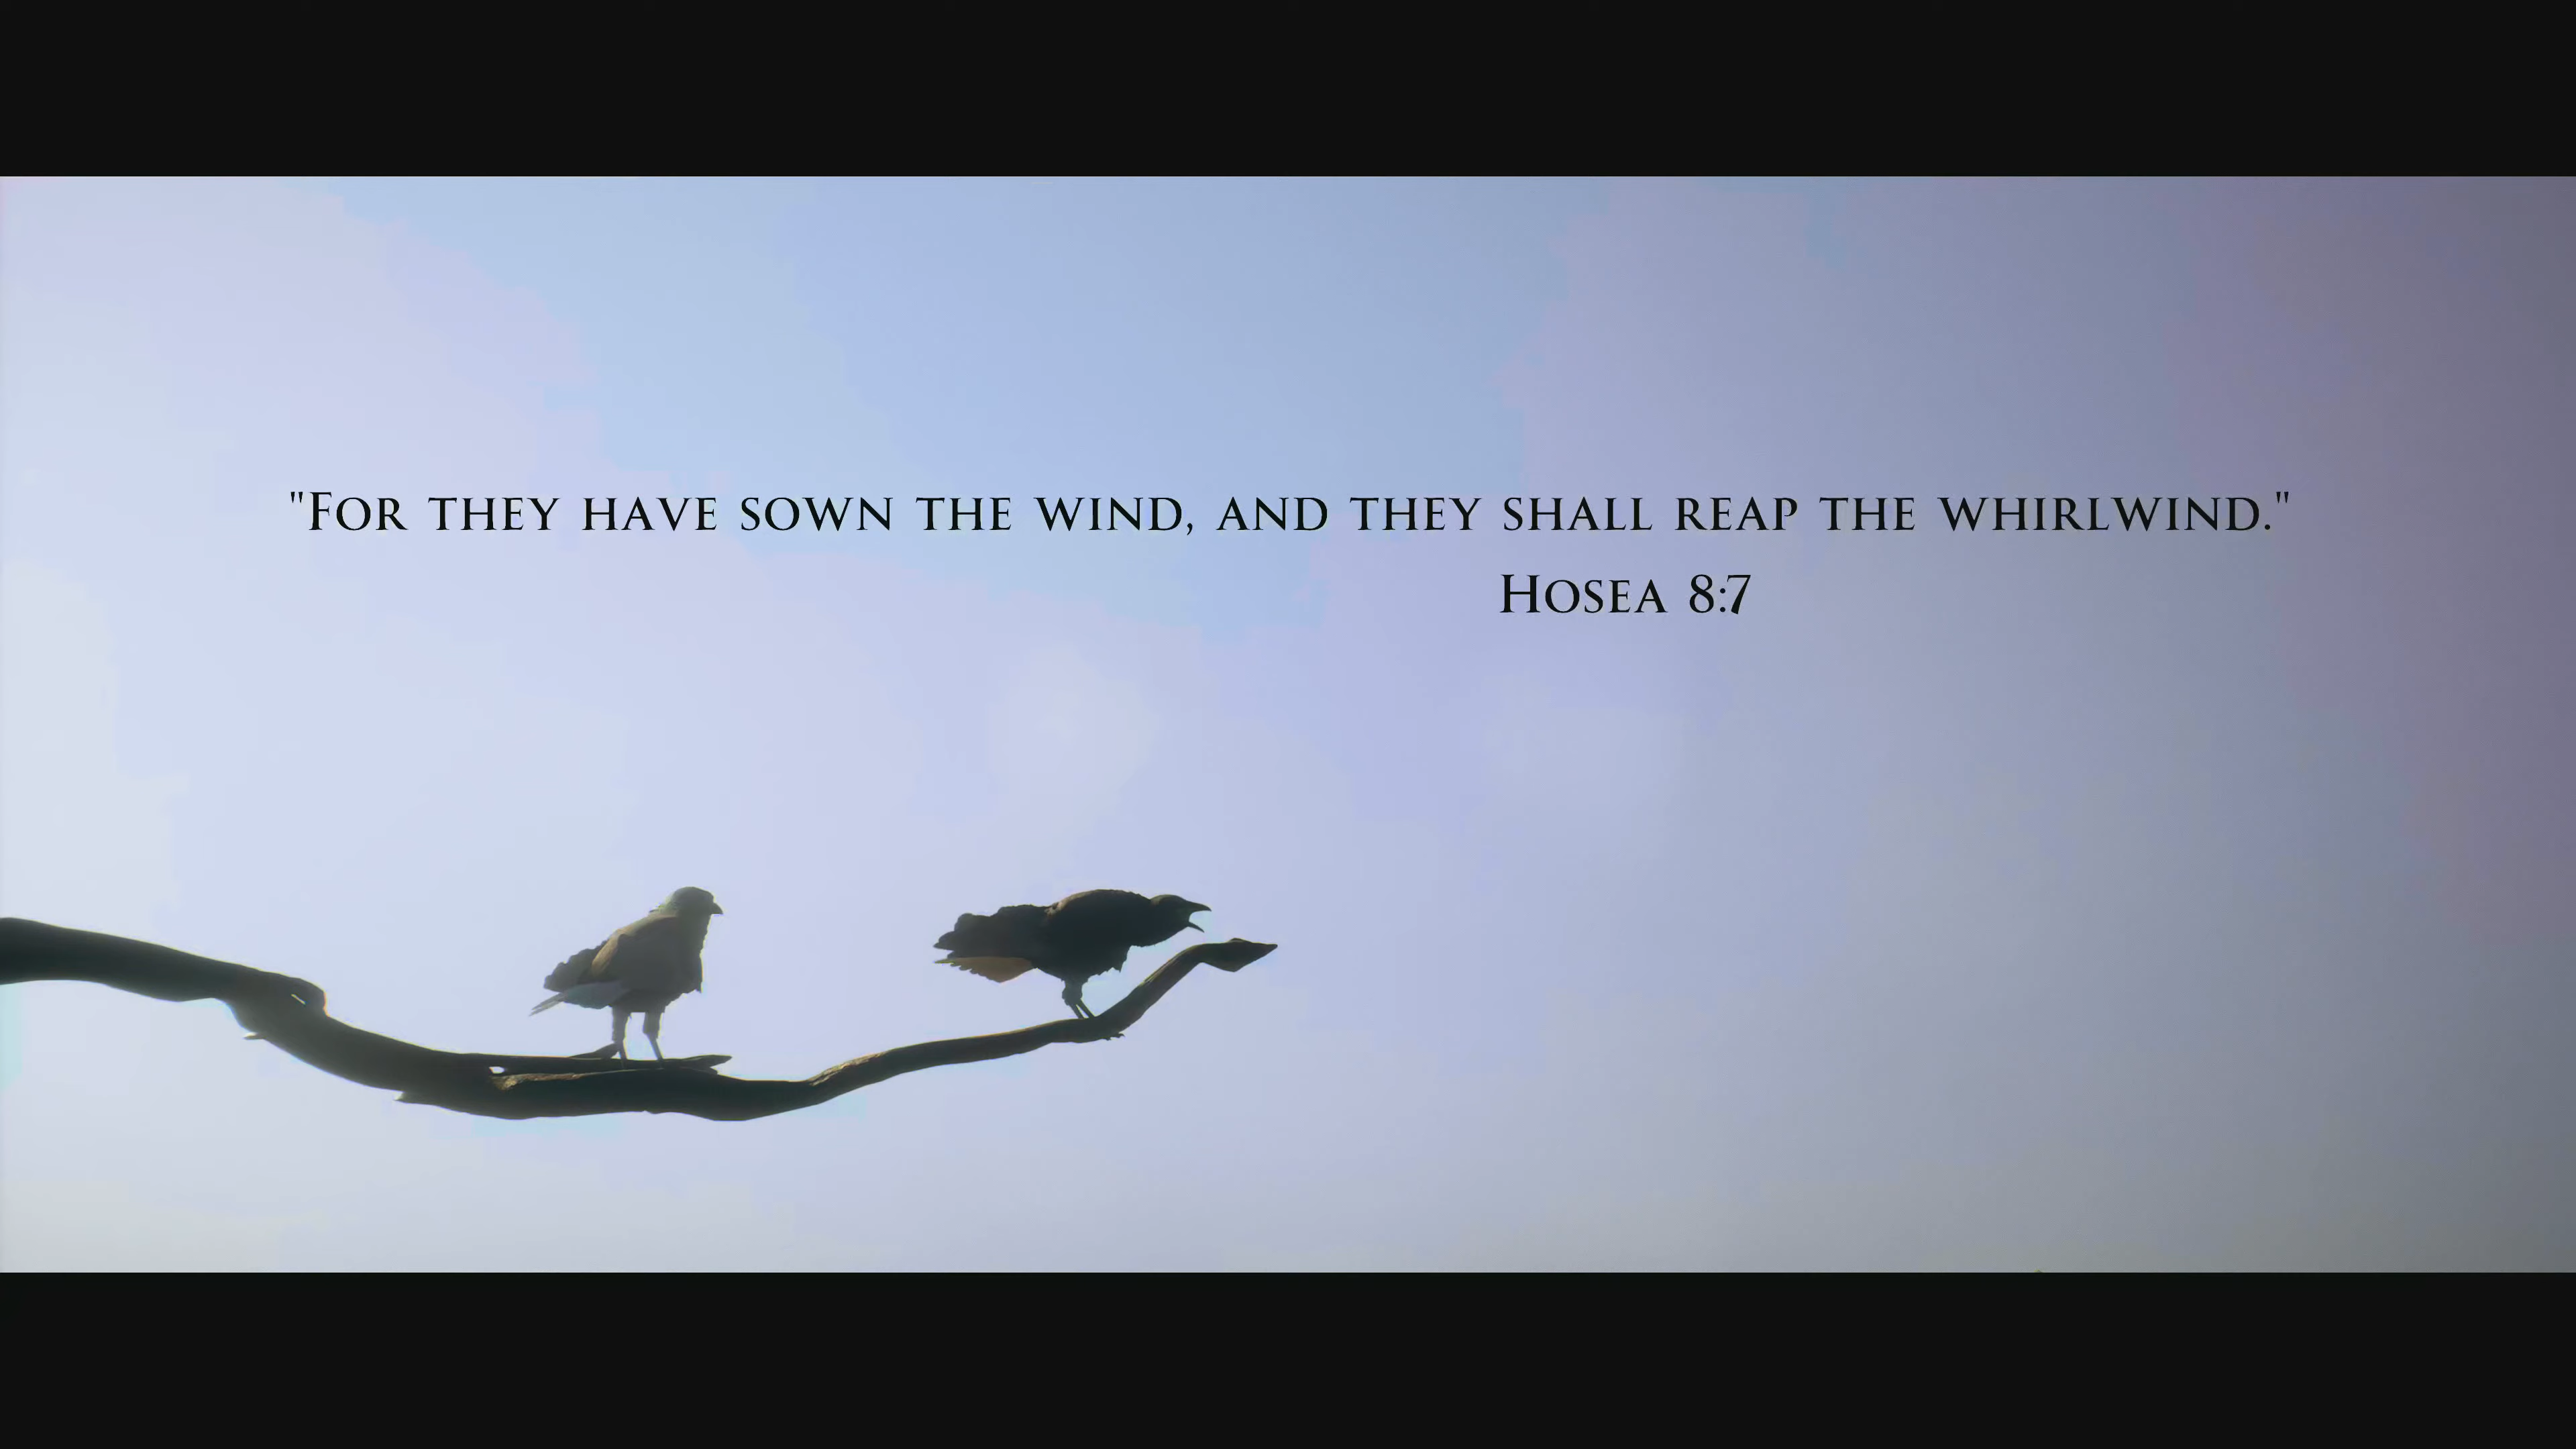 "For they have sown the wind, and they shall reap the whirlwind."
Hosea 8:7